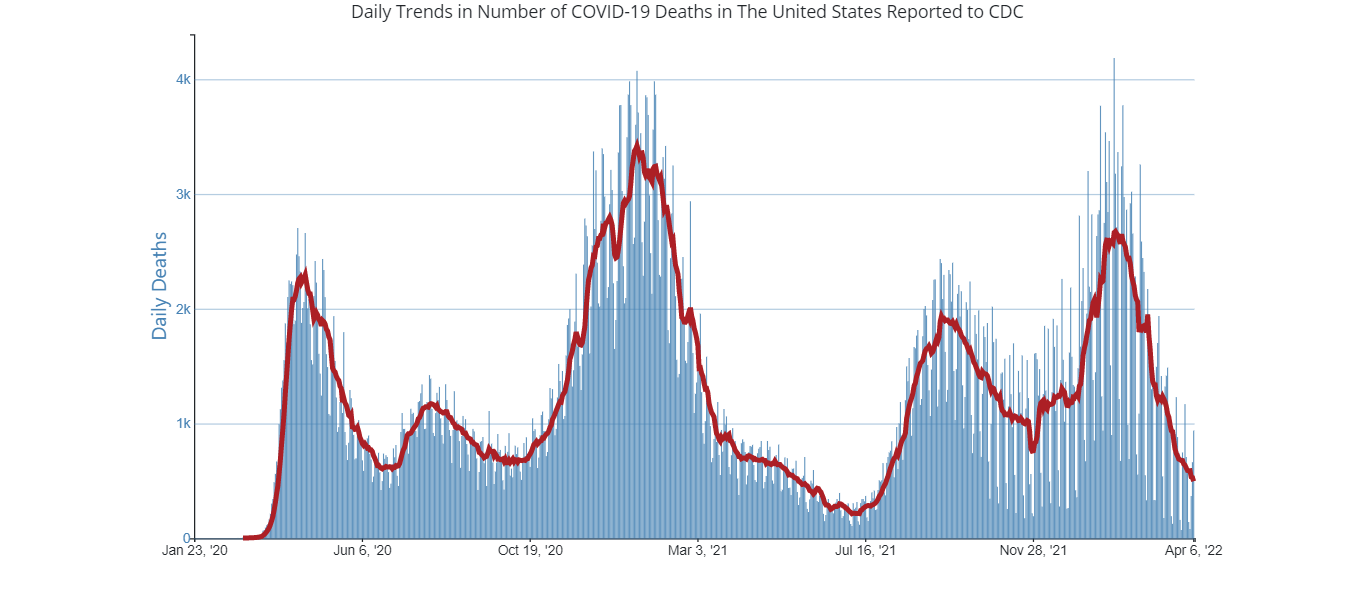 Daily Trends in Number of COVID-19 Deaths in The United States Reported to CDC
Daily Deaths
4k
3k
2k
1k
0
Jan 23, '20
Jun 6, '20
Oct 19, '20
Mar 3, '21
Jul 16, '21
Nov 28, '21
Apr 6, '22